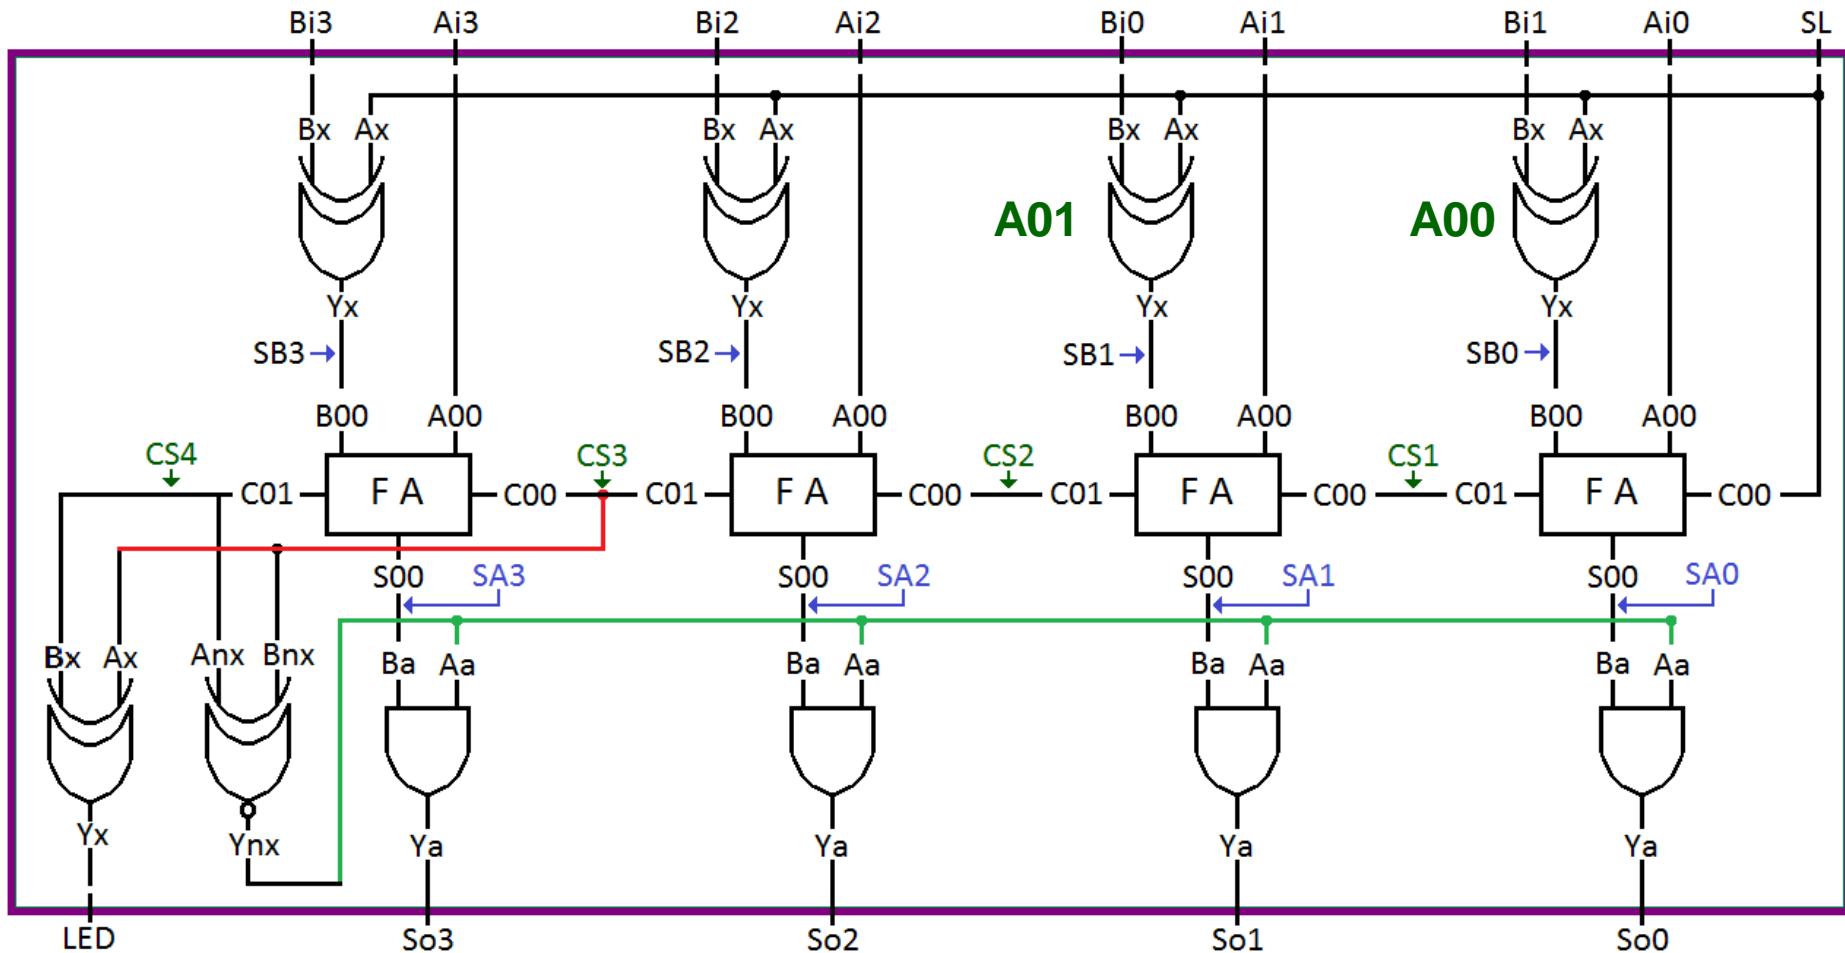 Bi3 Ai3 Bi2 Ai2 Bi0 Ai1 Bi1 Ai0 SL
Bx Ax Bx Ax Bx Ax Bx Ax
A01 A00
Yx Yx Yx Yx
SB3 SB2 SB1 SB0
B00 A00 B00 A00 B00 A00 B00 A00
CS4 CS3 CS2 CS1
C01 F A C00 C01 F A C00 C01 F A C00 C01 F A C00
S00 SA3 S00 SA2 S00 SA1 S00 SA0
Bx Ax Anx Bnx Ba Aa Ba Aa Ba Aa Ba Aa
Yx Ynx Ya Ya Ya Ya
LED So3 So2 So1 So0